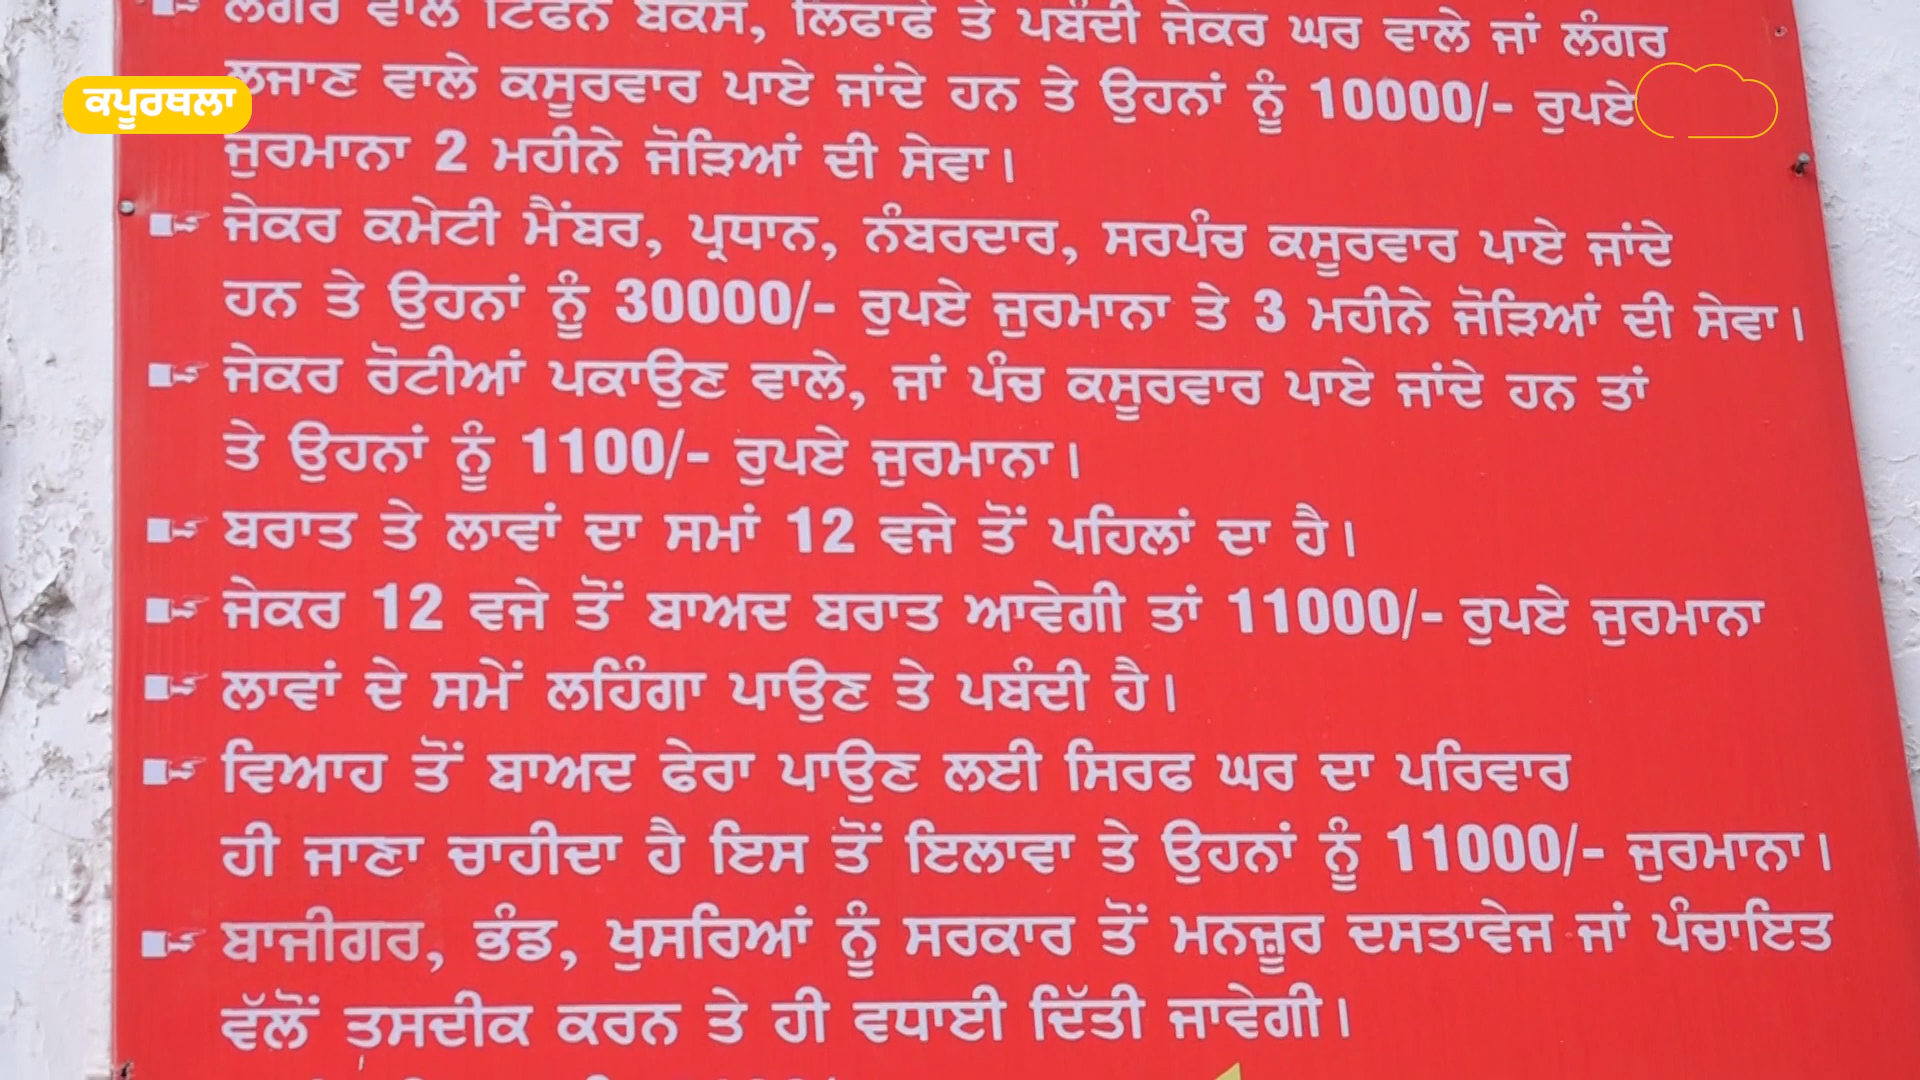 ਲੰਗਰ ਵਾਲੇ ਟਿਫਨ ਬਕਸ, ਲਿਫਾਫੇ ਤੇ ਪਬੰਦੀ ਜੇਕਰ ਘਰ ਵਾਲੇ ਜਾਂ ਲੰਗਰ
ਕਪੂਰਥਲਾ
ਲਜਾਣ ਵਾਲੇ ਕਸੂਰਵਾਰ ਪਾਏ ਜਾਂਦੇ ਹਨ ਤੇ ਉਹਨਾਂ ਨੂੰ 10000/- ਰੁਪਏ
ਜੁਰਮਾਨਾ 2 ਮਹੀਨੇ ਜੋੜਿਆਂ ਦੀ ਸੇਵਾ।
ਜੇਕਰ ਕਮੇਟੀ ਮੈਂਬਰ, ਪ੍ਰਧਾਨ, ਨੰਬਰਦਾਰ, ਸਰਪੰਚ ਕਸੂਰਵਾਰ ਪਾਏ ਜਾਂਦੇ
ਹਨ ਤੇ ਉਹਨਾਂ ਨੂੰ 30000/- ਰੁਪਏ ਜੁਰਮਾਨਾ ਤੇ 3 ਮਹੀਨੇ ਜੋੜਿਆਂ ਦੀ ਸੇਵਾ।
ਜੇਕਰ ਰੋਟੀਆਂ ਪਕਾਉਣ ਵਾਲੇ, ਜਾਂ ਪੰਚ ਕਸੂਰਵਾਰ ਪਾਏ ਜਾਂਦੇ ਹਨ ਤਾਂ
ਤੇ ਉਹਨਾਂ ਨੂੰ 1100/- ਰੁਪਏ ਜੁਰਮਾਨਾ।
ਬਰਾਤ ਤੇ ਲਾਵਾਂ ਦਾ ਸਮਾਂ 12 ਵਜੇ ਤੋਂ ਪਹਿਲਾਂ ਦਾ ਹੈ।
ਜੇਕਰ 12 ਵਜੇ ਤੋਂ ਬਾਅਦ ਬਰਾਤ ਆਵੇਗੀ ਤਾਂ 11000/- ਰੁਪਏ ਜੁਰਮਾਨਾ
ਲਾਵਾਂ ਦੇ ਸਮੇਂ ਲਹਿੰਗਾ ਪਾਉਣ ਤੇ ਪਬੰਦੀ ਹੈ।
ਵਿਆਹ ਤੋਂ ਬਾਅਦ ਫੇਰਾ ਪਾਉਣ ਲਈ ਸਿਰਫ ਘਰ ਦਾ ਪਰਿਵਾਰ
ਹੀ ਜਾਣਾ ਚਾਹੀਦਾ ਹੈ ਇਸ ਤੋਂ ਇਲਾਵਾ ਤੇ ਉਹਨਾਂ ਨੂੰ 11000/- ਜੁਰਮਾਨਾ।
ਬਾਜੀਗਰ, ਭੰਡ, ਖੁਸਰਿਆਂ ਨੂੰ ਸਰਕਾਰ ਤੋਂ ਮਨਜ਼ੂਰ ਦਸਤਾਵੇਜ ਜਾਂ ਪੰਚਾਇਤ
ਵੱਲੋਂ ਤਸਦੀਕ ਕਰਨ ਤੇ ਹੀ ਵਧਾਈ ਦਿੱਤੀ ਜਾਵੇਗੀ।